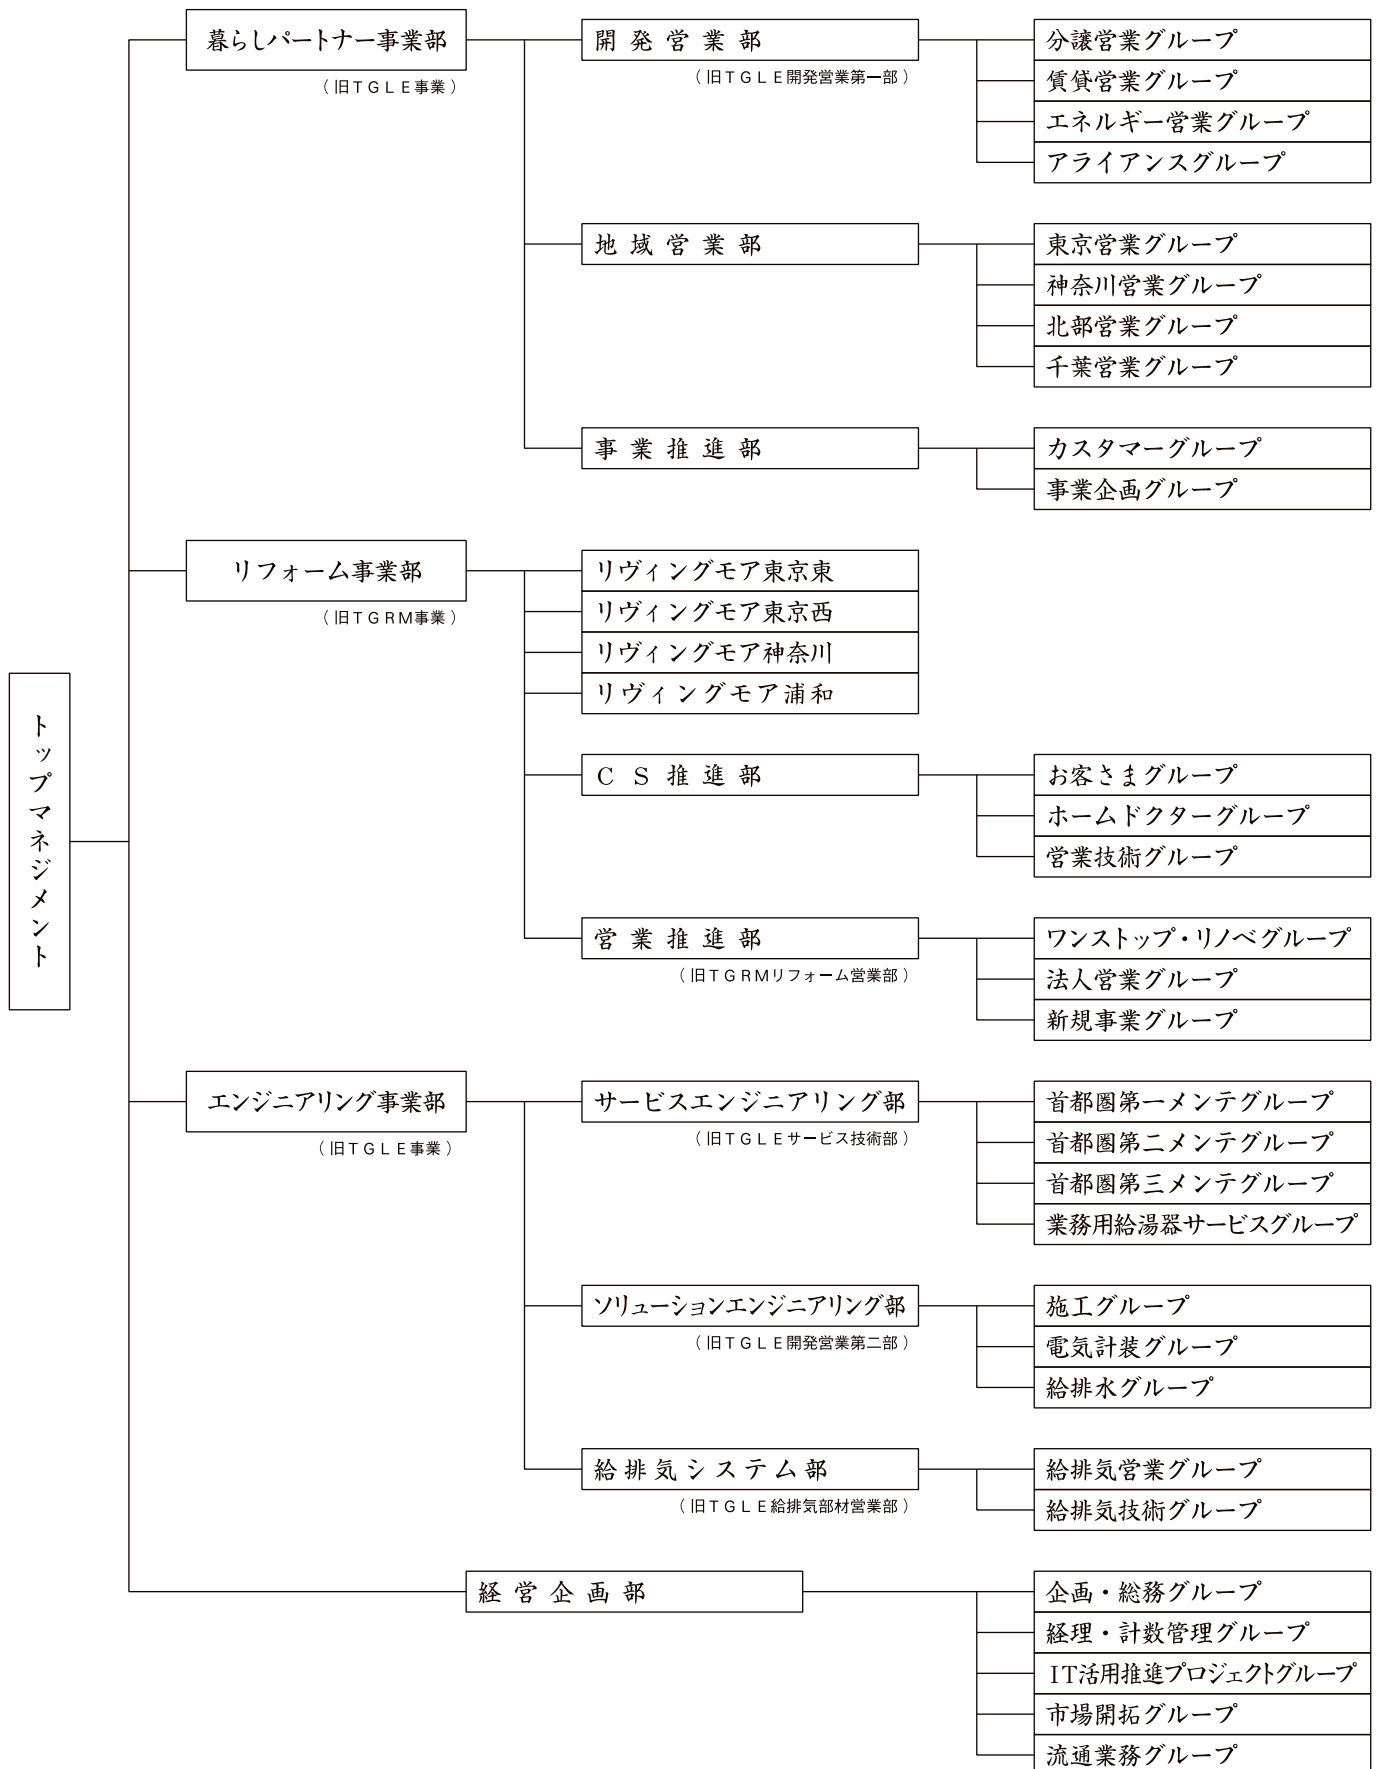 トップマネジメント
暮らしパートナー事業部
（旧ＴＧＬＥ事業）
開発営業部
（旧ＴＧＬＥ開発営業第一部）
分譲営業グループ
賃貸営業グループ
エネルギー営業グループ
アライアンスグループ
地域営業部
東京営業グループ
神奈川営業グループ
北部営業グループ
千葉営業グループ
事業推進部
カスタマーグループ
事業企画グループ
リフォーム事業部
（旧ＴＧＲＭ事業）
リヴィングモア東京東
リヴィングモア東京西
リヴィングモア神奈川
リヴィングモア浦和
ＣＳ推進部
お客さまグループ
ホームドクターグループ
営業技術グループ
営業推進部
（旧ＴＧＲＭリフォーム営業部）
ワンストップ・リノベグループ
法人営業グループ
新規事業グループ
エンジニアリング事業部
（旧ＴＧＬＥ事業）
サービスエンジニアリング部
（旧ＴＧＬＥサービス技術部）
首都圏第一メンテグループ
首都圏第二メンテグループ
首都圏第三メンテグループ
業務用給湯器サービスグループ
ソリューションエンジニアリング部
（旧ＴＧＬＥ開発営業第二部）
施工グループ
電気計装グループ
給排水グループ
給排気システム部
（旧ＴＧＬＥ給排気部材営業部）
給排気営業グループ
給排気技術グループ
経営企画部
企画・総務グループ
経理・計数管理グループ
IT活用推進プロジェクトグループ
市場開拓グループ
流通業務グループ